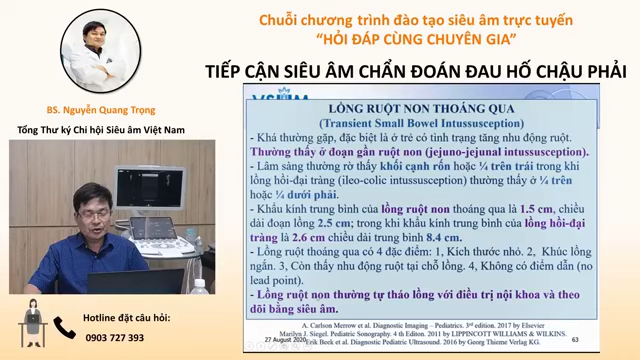 Chuỗi chương trình đào tạo siêu âm trực tuyến
“HỎI ĐÁP CÙNG CHUYÊN GIA”
TIẾP CẬN SIÊU ÂM CHẨN ĐOÁN ĐAU HỐ CHẬU PHẢI
BS. Nguyễn Quang Trọng
Tổng Thư ký Chi hội Siêu âm Việt Nam
LỒNG RUỘT NON THOÁNG QUA
(Transient Small Bowel Intussusception)
- Khá thường gặp, đặc biệt là ở trẻ có tình trạng tăng nhu động ruột.
Thường thấy ở đoạn gần ruột non (jejuno-jejunal intussusception).
- Lâm sàng thường rờ thấy khối cạnh rốn hoặc ¼ trên trái trong khi
lồng hồi-đại tràng (ileo-colic intussusception) thường thấy ở ¼ trên
hoặc ¼ dưới phải.
- Khẩu kính trung bình của lồng ruột non thoáng qua là 1.5 cm, chiều
dài đoạn lồng 2.5 cm; trong khi khẩu kính trung bình của lồng hồi-đại
tràng là 2.6 cm chiều dài trung bình 8.4 cm.
- Lồng ruột thoáng qua có 4 đặc điểm: 1, Kích thước nhỏ. 2, Khúc lồng
ngắn. 3, Còn thấy nhu động ruột tại chỗ lồng. 4, Không có điểm dẫn (no
lead point).
- Lồng ruột non thường tự tháo lồng với điều trị nội khoa và theo
dõi bằng siêu âm.
A. Carlson Merrow et al. Diagnostic Imaging – Pediatrics. 3rd edition. 2017 by Elsevier
Marilyn J. Siegel. Pediatric Sonography. 4 th Editon. 2011 by LIPPINCOTT WILLIAMS & WILKINS.
Erik Beek et al. Diagnostic Pediatric Ultrasound. 2016 by Georg Thieme Verlag KG.
27 August 2020
63
Hotline đặt câu hỏi:
0903 727 393